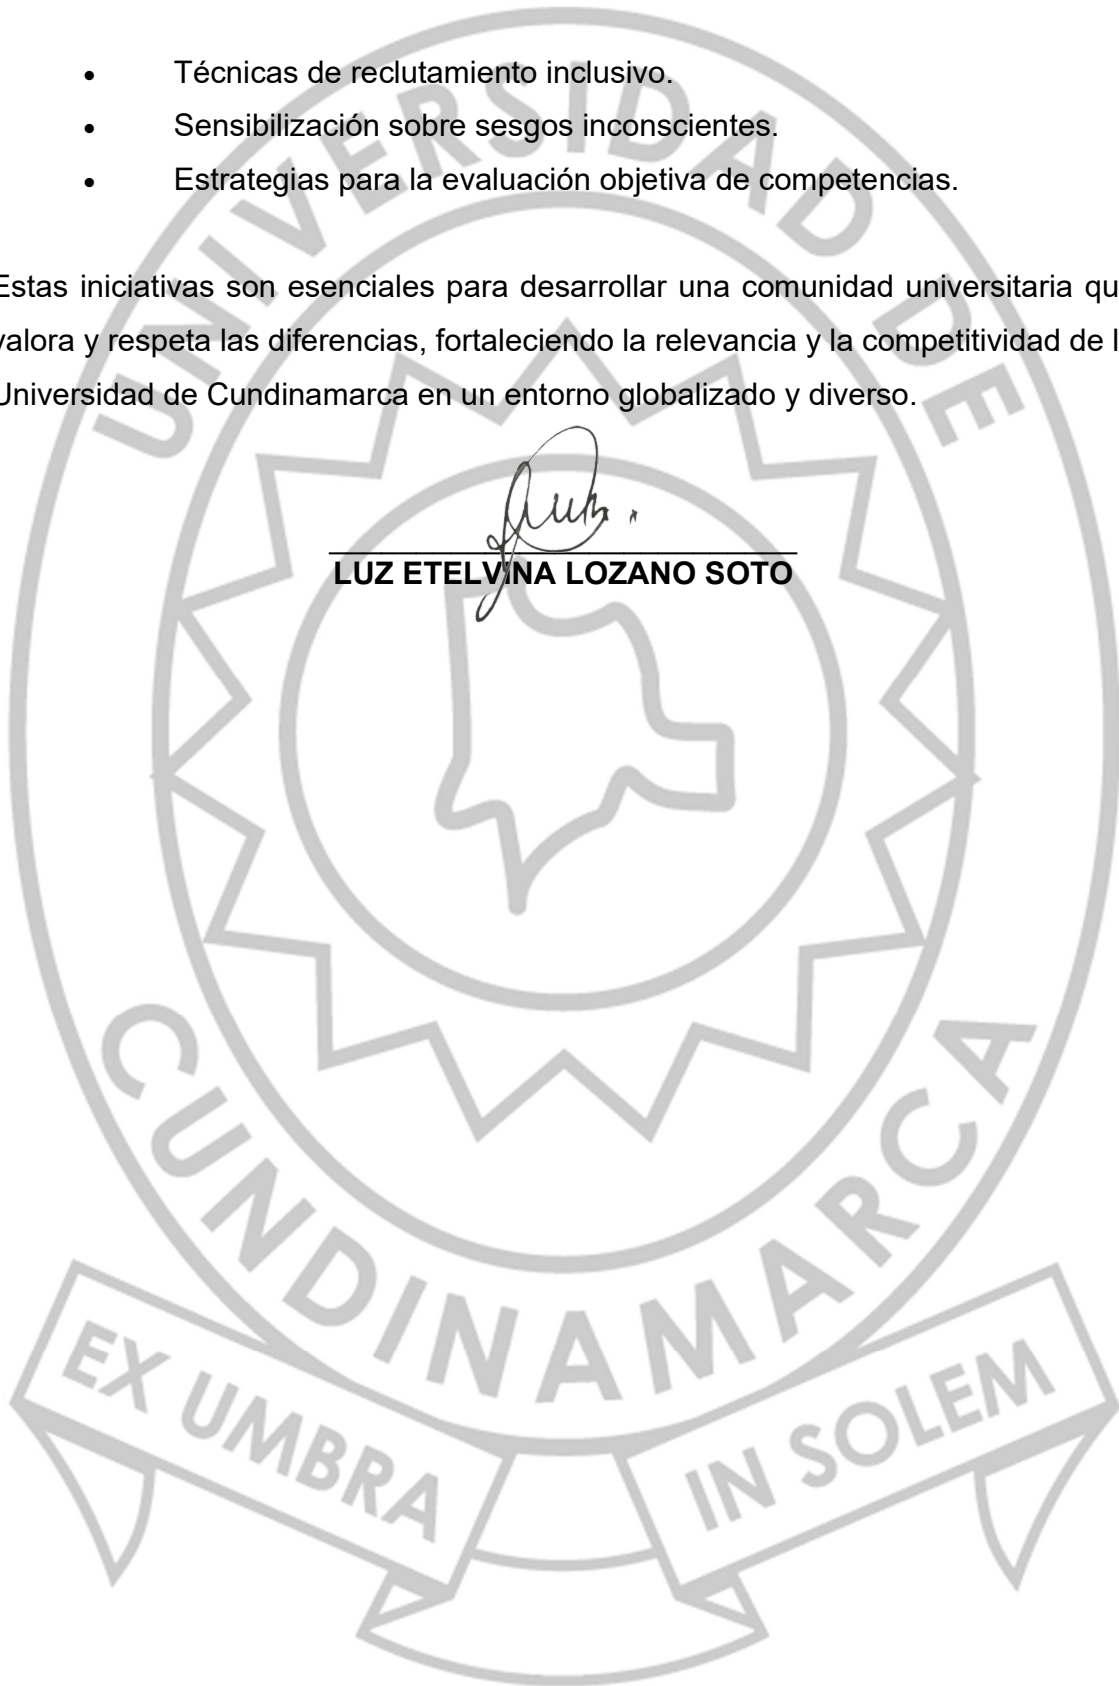 • Técnicas de reclutamiento inclusivo.
• Sensibilización sobre sesgos inconscientes.
• Estrategias para la evaluación objetiva de competencias.
Estas iniciativas son esenciales para desarrollar una comunidad universitaria qu
valora y respeta las diferencias, fortaleciendo la relevancia y la competitividad de l
Universidad de Cundinamarca en un entorno globalizado y diverso.
LUZ ETELVINA LOZANO SOTO
UNIVERSIDAD DE
CUNDINAMARCA
EX UMBRA IN SOLEM